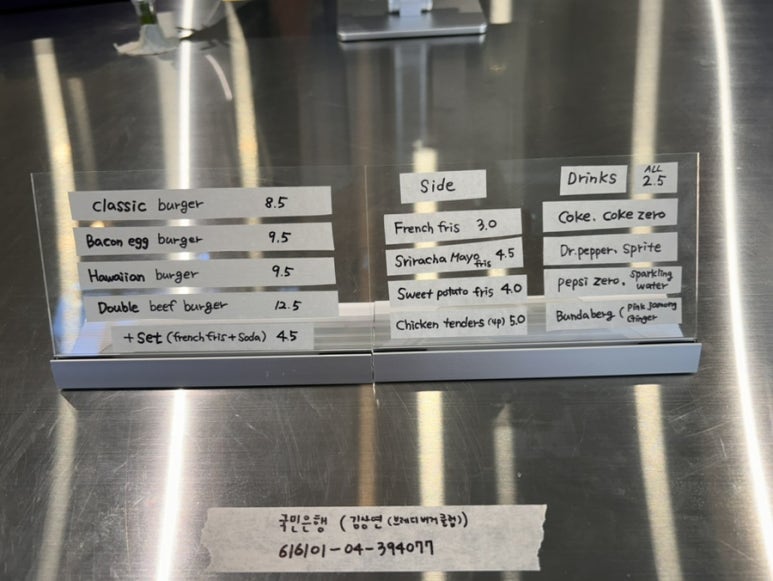 classic burger 8.5
Bacon egg burger 9.5
Hawaiian burger 9.5
Double beef burger 12.5
+ Set (french fris + Soda) 4.5
Side
French fris 3.0
Sriracha Mayo fris 4.5
Sweet potato fris 4.0
Chicken tenders (4p) 5.0
Drinks ALL 2.5
Coke. Coke zero
Dr.pepper. Sprite
pepsi zero. sparkling water
Bundaberg ( Pink Jamong Ginger
국민은행 (김상연 (브레디버거클럽))
616101-04-394077